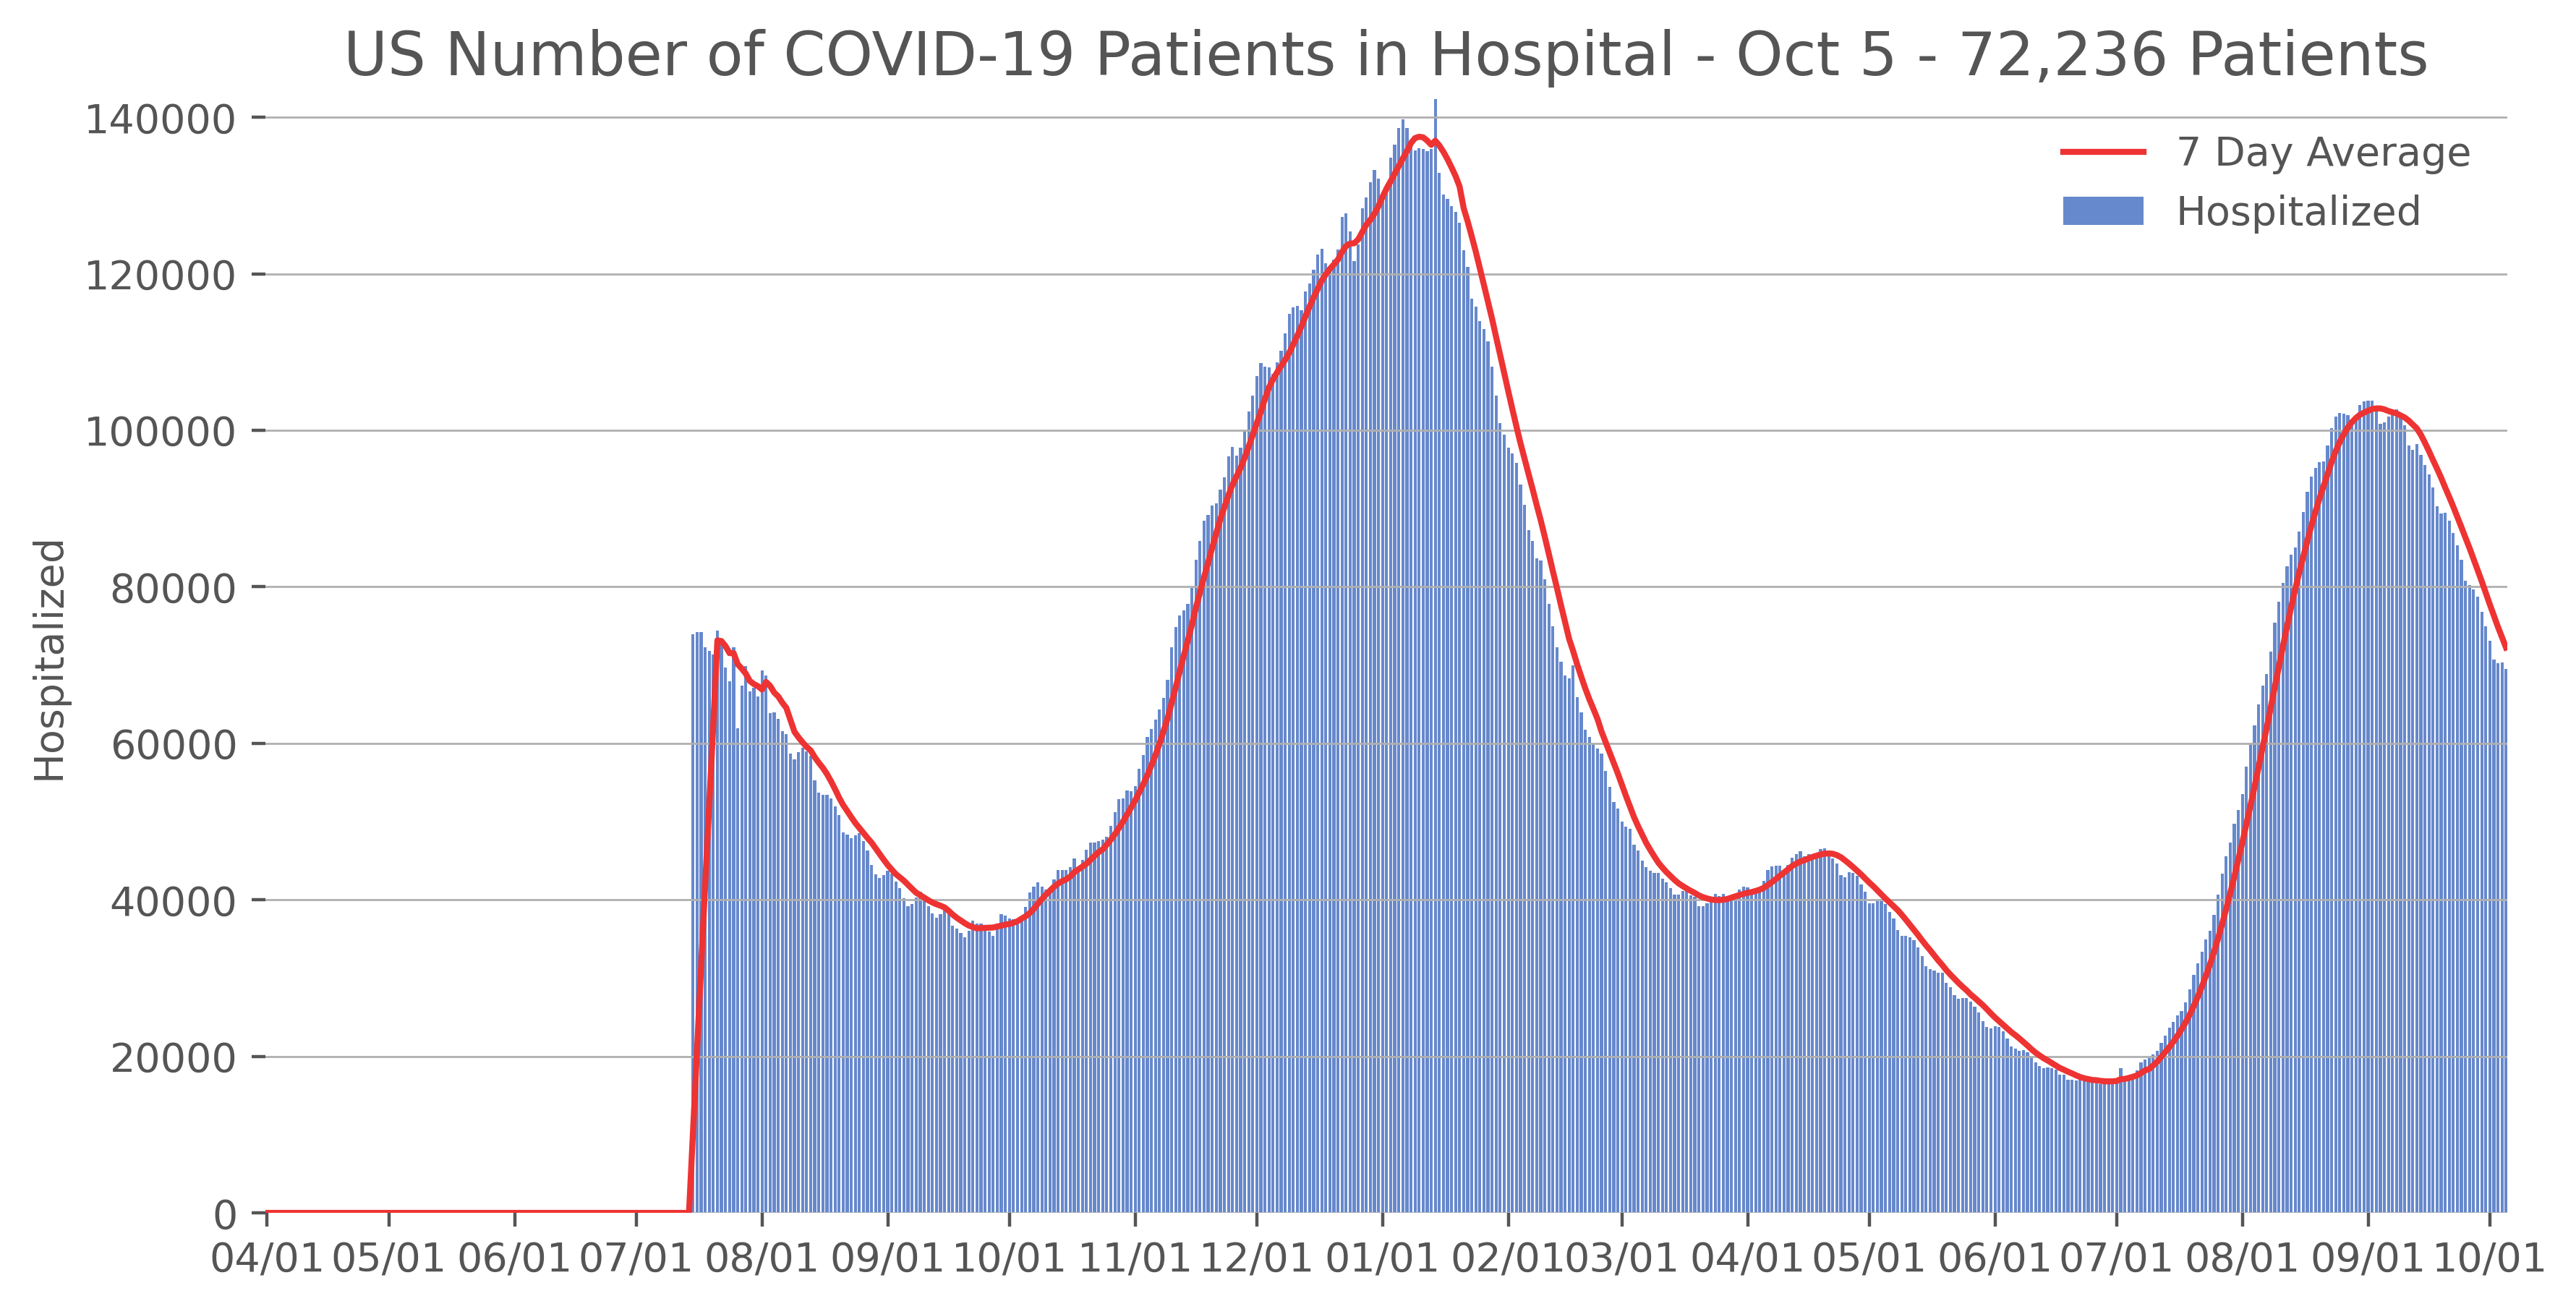 US Number of COVID-19 Patients in Hospital - Oct 5 - 72,236 Patients
140000
120000
100000
80000
60000
40000
20000
0
Hospitalized
7 Day Average
Hospitalized
04/01 05/01 06/01 07/01 08/01 09/01 10/01 11/01 12/01 01/01 02/01 03/01 04/01 05/01 06/01 07/01 08/01 09/01 10/01